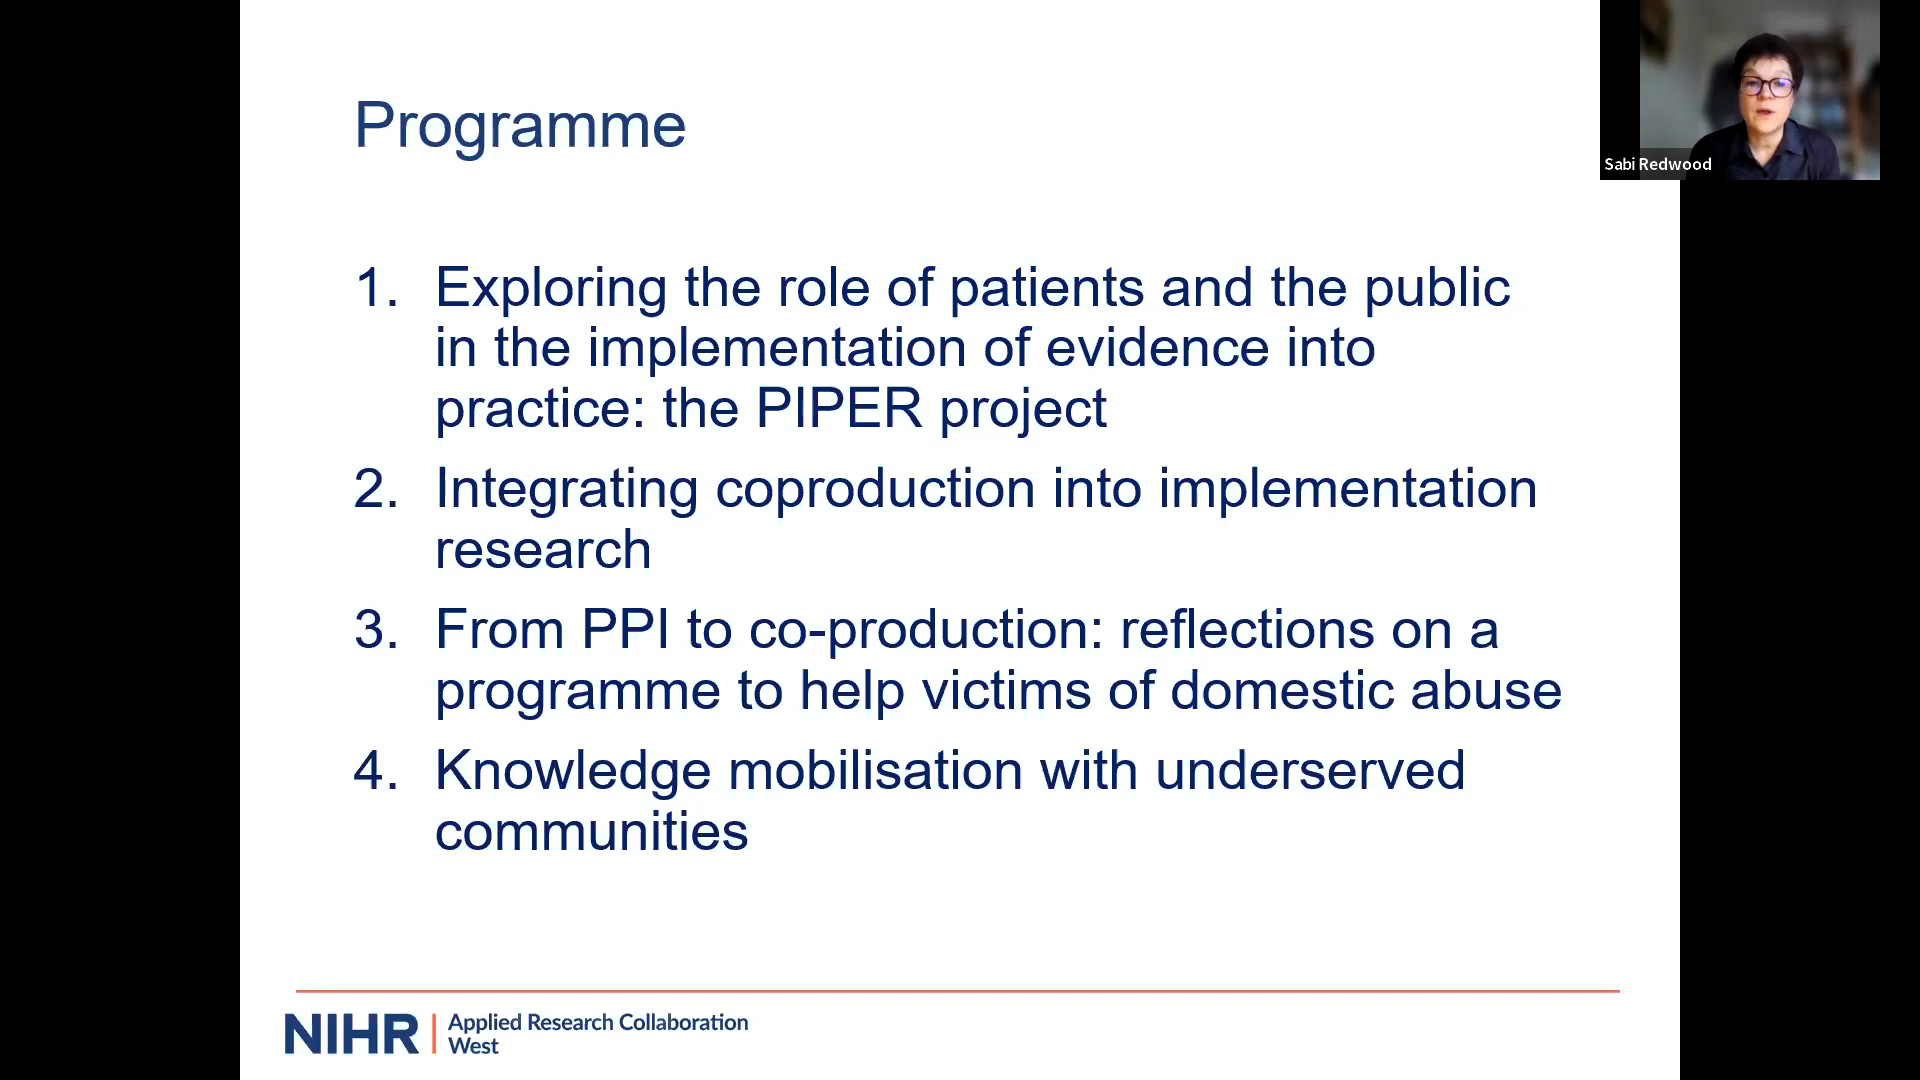 Programme
Sabi Redwood
1. Exploring the role of patients and the public
in the implementation of evidence into
practice: the PIPER project
2. Integrating coproduction into implementation
research
3. From PPI to co-production: reflections on a
programme to help victims of domestic abuse
4. Knowledge mobilisation with underserved
communities
NIHR | Applied Research Collaboration
West